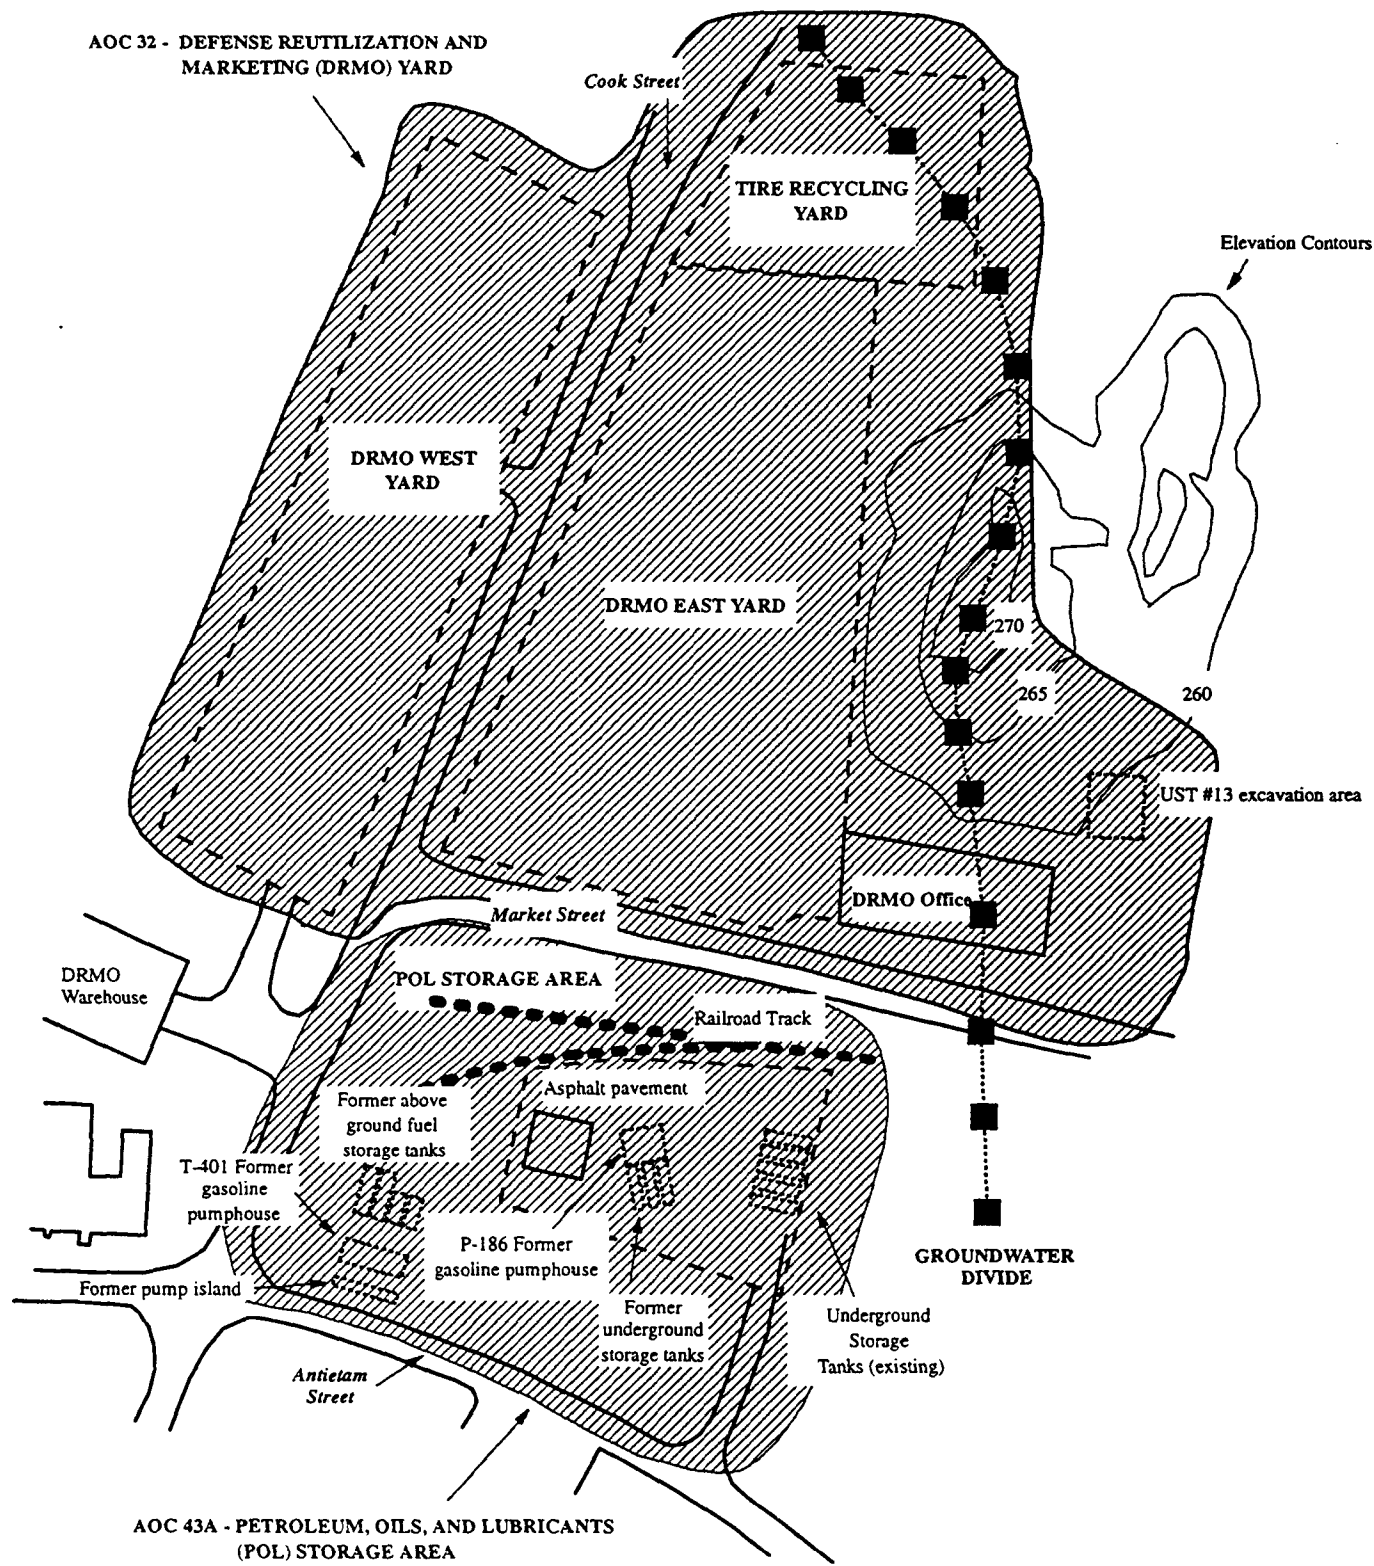 AOC 32 - DEFENSE REUTILIZATION AND
MARKETING (DRMO) YARD
Cook Street
TIRE RECYCLING
YARD
Elevation Contours
DRMO WEST
YARD
DRMO EAST YARD
270
265
260
UST #13 excavation area
DRMO Office
Market Street
DRMO
Warehouse
POL STORAGE AREA
Railroad Track
Asphalt pavement
Former above
ground fuel
storage tanks
T-401 Former
gasoline
pumphouse
P-186 Former
gasoline pumphouse
GROUNDWATER
DIVIDE
Former pump island
Former
underground
storage tanks
Underground
Storage
Tanks (existing)
Antietam
Street
AOC 43A - PETROLEUM, OILS, AND LUBRICANTS
(POL) STORAGE AREA